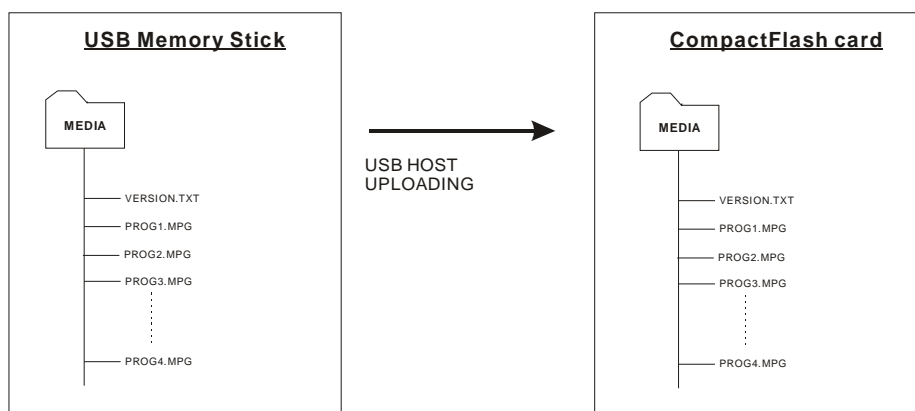 USB Memory Stick
MEDIA
VERSION.TXT
PROG1.MPG
PROG2.MPG
PROG3.MPG
PROG4.MPG
USB HOST
UPLOADING
CompactFlash card
MEDIA
VERSION.TXT
PROG1.MPG
PROG2.MPG
PROG3.MPG
PROG4.MPG